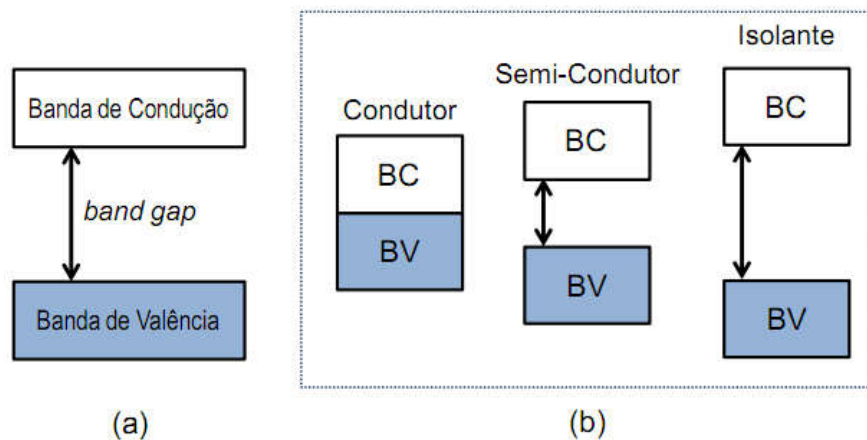 Banda de Condução
band gap
Banda de Valência
(a)
Condutor
BC
BV
Semi-Condutor
BC
BV
Isolante
BC
BV
(b)